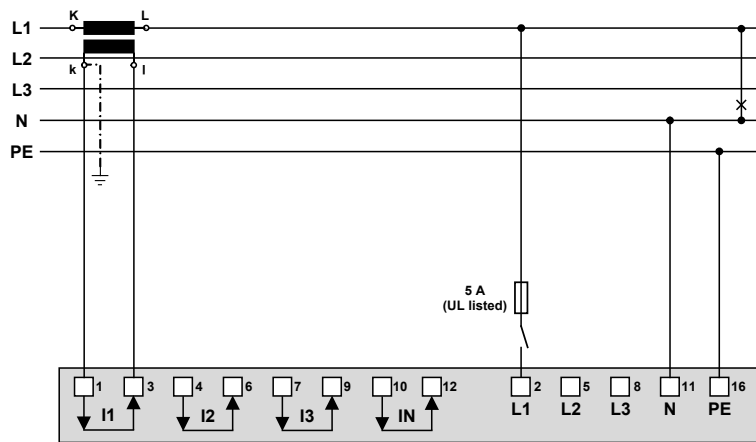 K L
L1
L2
k l
L3
N
PE
5 A
(UL listed)
1 3 4 6 7 9 10 12 2 5 8 11 16
I1 I2 I3 IN L1 L2 L3 N PE